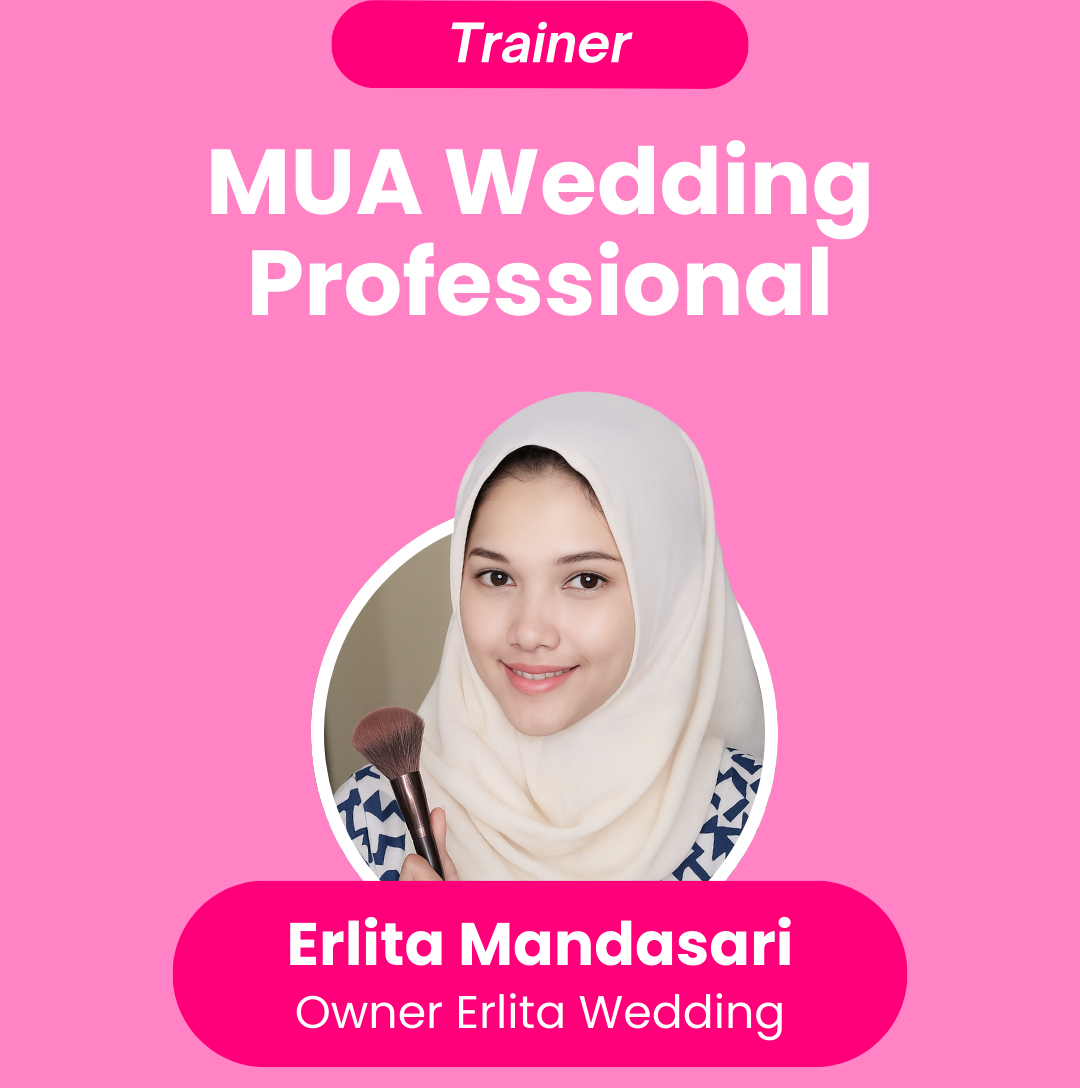 Trainer
MUA Wedding
Professional
Erlita Mandasari
Owner Erlita Wedding